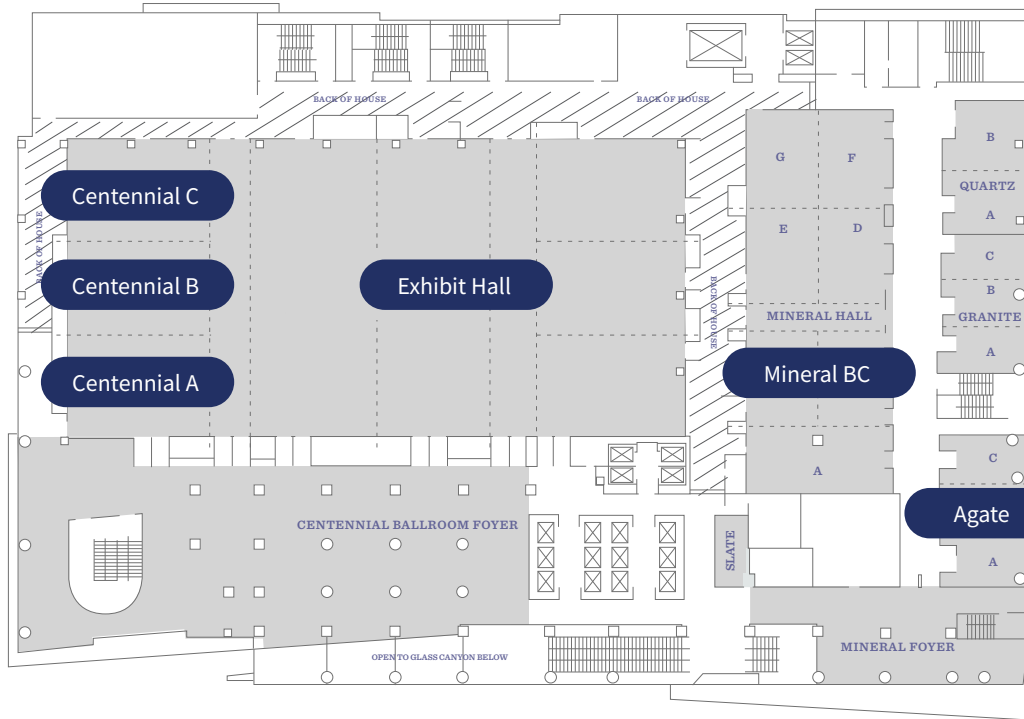 BACK OF HOUSE
BACK OF HOUSE
Centennial C
BACK OF HOUSE
Centennial B
Centennial A
Exhibit Hall
BACK OF HOUSE
G
F
E
D
MINERAL HALL
Mineral BC
A
B
QUARTZ
A
C
B
GRANITE
A
C
Agate
A
CENTENNIAL BALLROOM FOYER
SLATE
OPEN TO GLASS CANYON BELOW
MINERAL FOYER